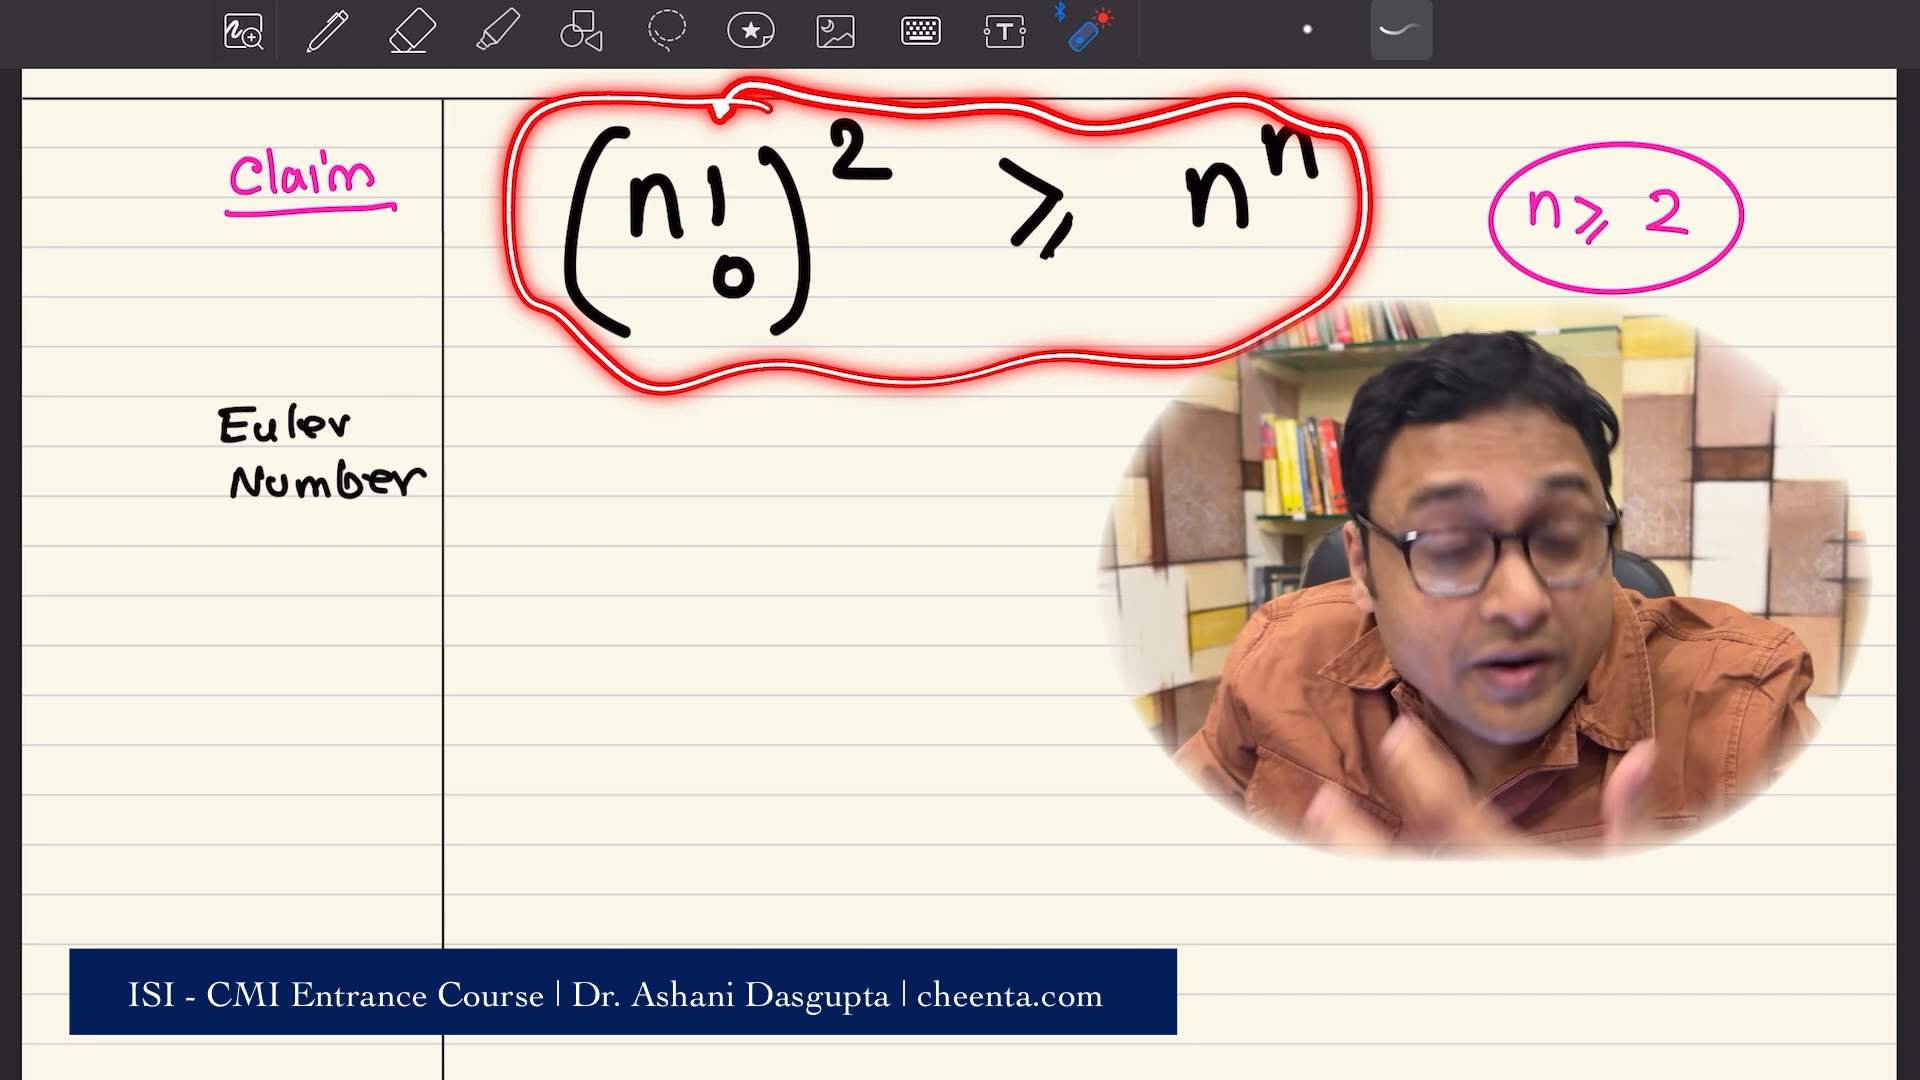 Claim
(n!)² ⩾ nⁿ
n ⩾ 2
Euler
Number
ISI - CMI Entrance Course | Dr. Ashani Dasgupta | cheenta.com